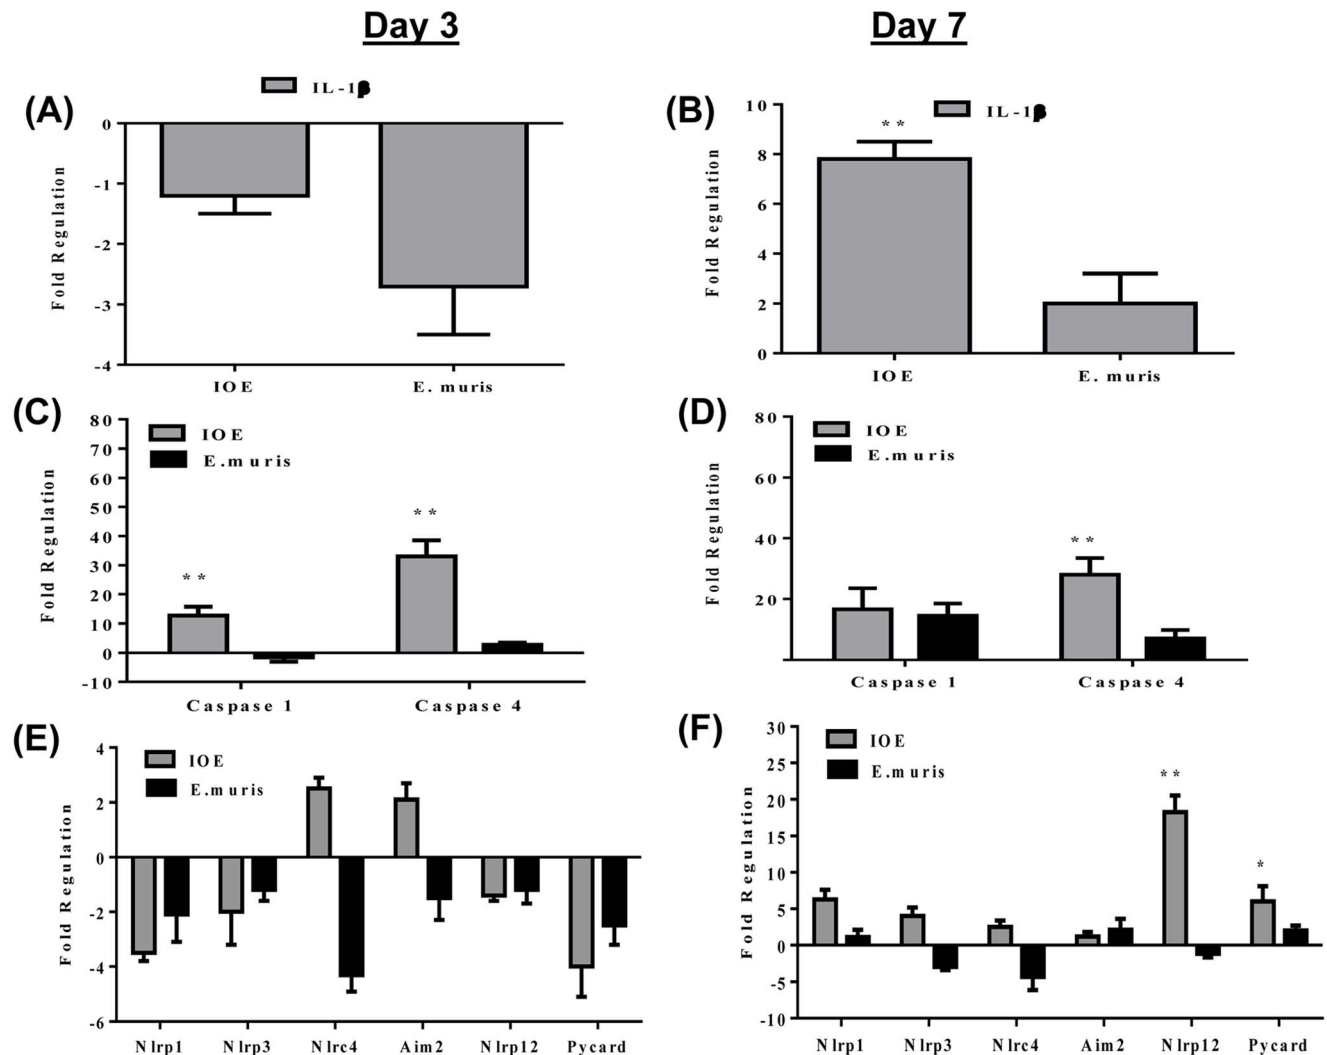 Day 3
Day 7
(A)
IL-1β
Fold Regulation
0
-1
-2
-3
-4
IOE
E. muris
(B)
IL-1β
**
Fold Regulation
10
8
6
4
2
0
IOE
E. muris
(C)
IOE
E.muris
Fold Regulation
80
70
60
50
40
30
20
10
0
-10
**
**
Caspase 1
Caspase 4
(D)
IOE
E.muris
Fold Regulation
80
60
40
20
**
Caspase 1
Caspase 4
(E)
IOE
E.muris
Fold Regulation
4
2
0
-2
-4
-6
Nlrp1
Nlrp3
Nlrc4
Aim2
Nlrp12
Pycard
(F)
IOE
E.muris
Fold Regulation
30
25
20
15
10
5
0
-5
-10
**
*
Nlrp1
Nlrp3
Nlrc4
Aim2
Nlrp12
Pycard